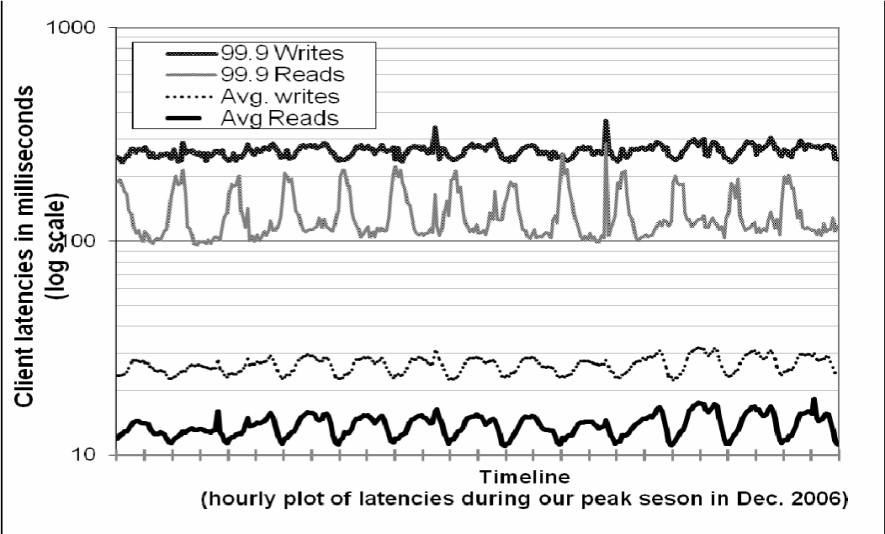 1000
99.9 Writes
99.9 Reads
Avg. writes
Avg Reads
Client latencies in milliseconds
(log scale)
100
10
Timeline
(hourly plot of latencies during our peak seson in Dec. 2006)